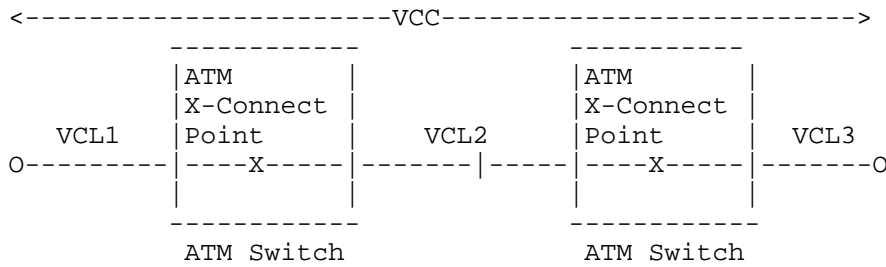 <-----------------------VCC------------------------->
------------ -----------
|ATM | |ATM |
|X-Connect | |X-Connect |
VCL1 |Point | VCL2 |Point | VCL3
O---------|----X-----|-------|-----|----X-----|-------O
| | | |
------------ ------------
ATM Switch ATM Switch